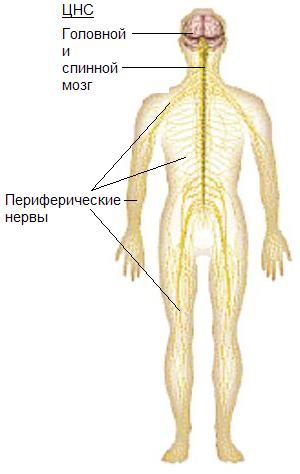 ЦНС
Головной
и
спинной
мозг
Периферические
нервы